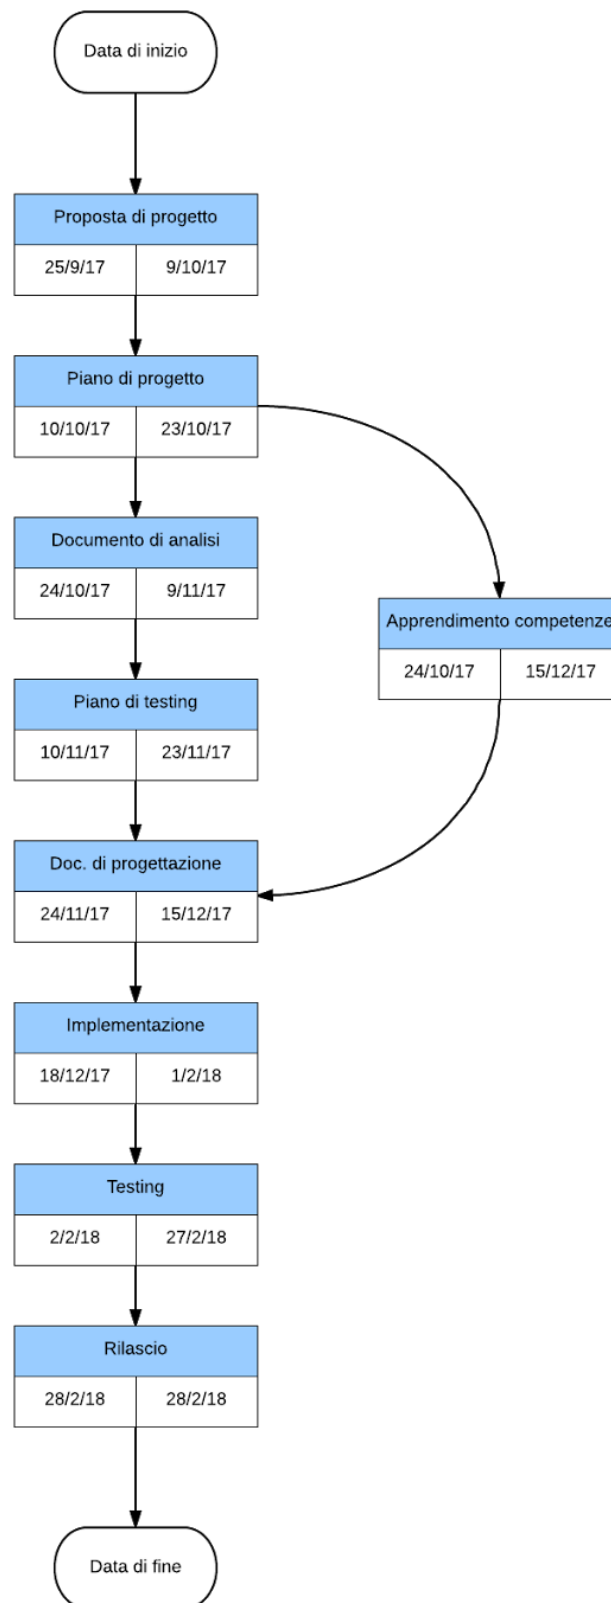 Data di inizio
Proposta di progetto
25/9/17 9/10/17
Piano di progetto
10/10/17 23/10/17
Documento di analisi
24/10/17 9/11/17
Apprendimento competenze
24/10/17 15/12/17
Piano di testing
10/11/17 23/11/17
Doc. di progettazione
24/11/17 15/12/17
Implementazione
18/12/17 1/2/18
Testing
2/2/18 27/2/18
Rilascio
28/2/18 28/2/18
Data di fine